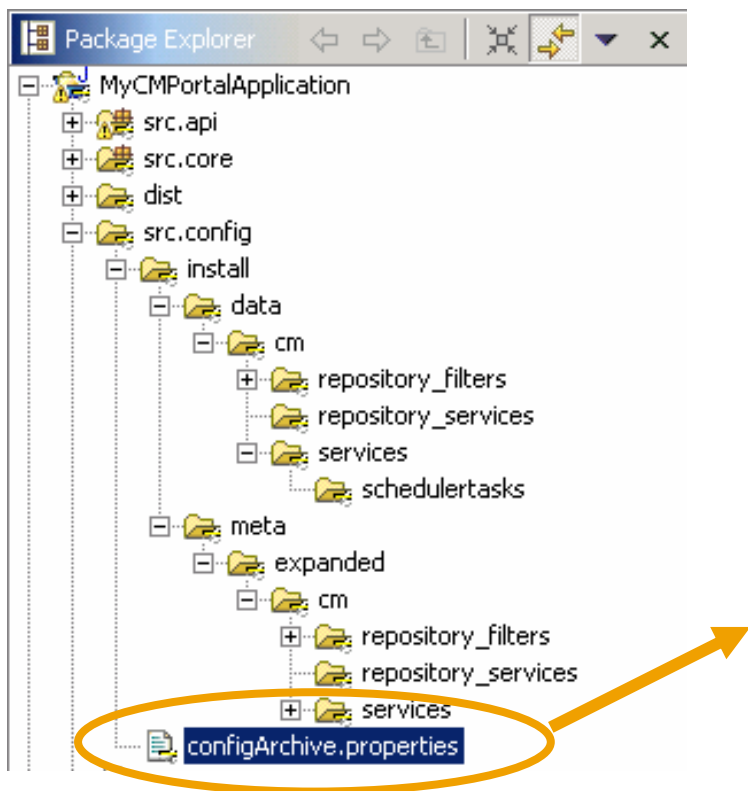 Package Explorer
MyCMPortalApplication
src.api
src.core
dist
src.config
install
data
cm
repository_filters
repository_services
services
schedulertasks
meta
expanded
cm
repository_filters
repository_services
services
configArchive.properties